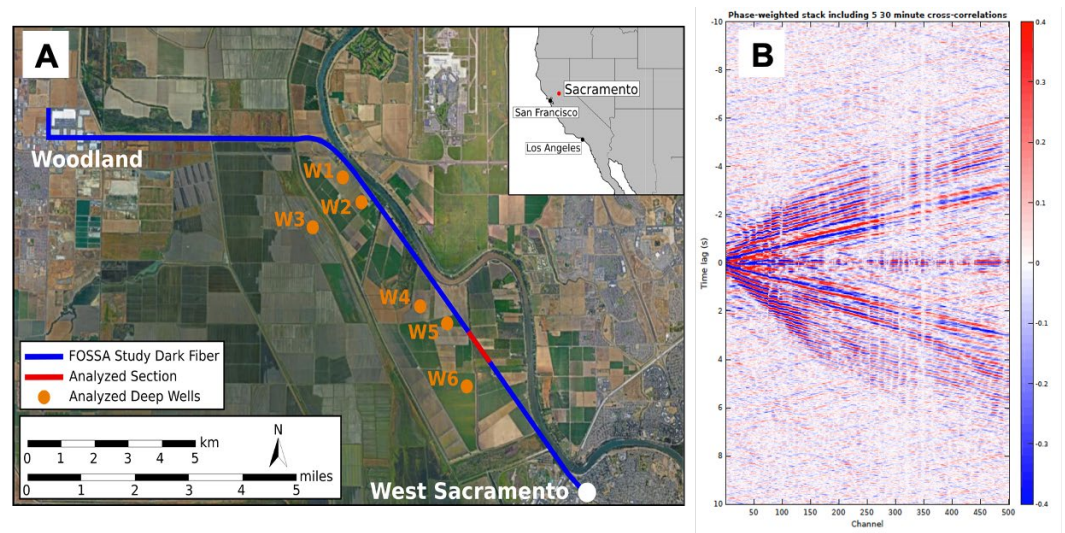 A
Woodland
W1
W2
W3
W4
W5
W6
West Sacramento
Sacramento
San Francisco
Los Angeles
FOSSA Study Dark Fiber
Analyzed Section
Analyzed Deep Wells
N
km
0 1 2 3 4 5
miles
0 1 2 3 4 5
Phase-weighted stack including 5 30 minute cross-correlations
B
Time lag (s)
-10
-8
-6
-4
-2
0
2
4
6
8
10
50 100 150 200 250 300 350 400 450 500
Channel
0.4
0.3
0.2
0.1
0
-0.1
-0.2
-0.3
-0.4